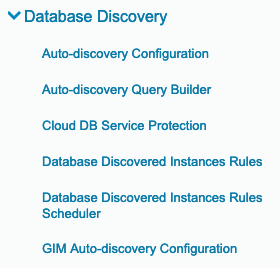 Database Discovery
Auto-discovery Configuration
Auto-discovery Query Builder
Cloud DB Service Protection
Database Discovered Instances Rules
Database Discovered Instances Rules
Scheduler
GIM Auto-discovery Configuration